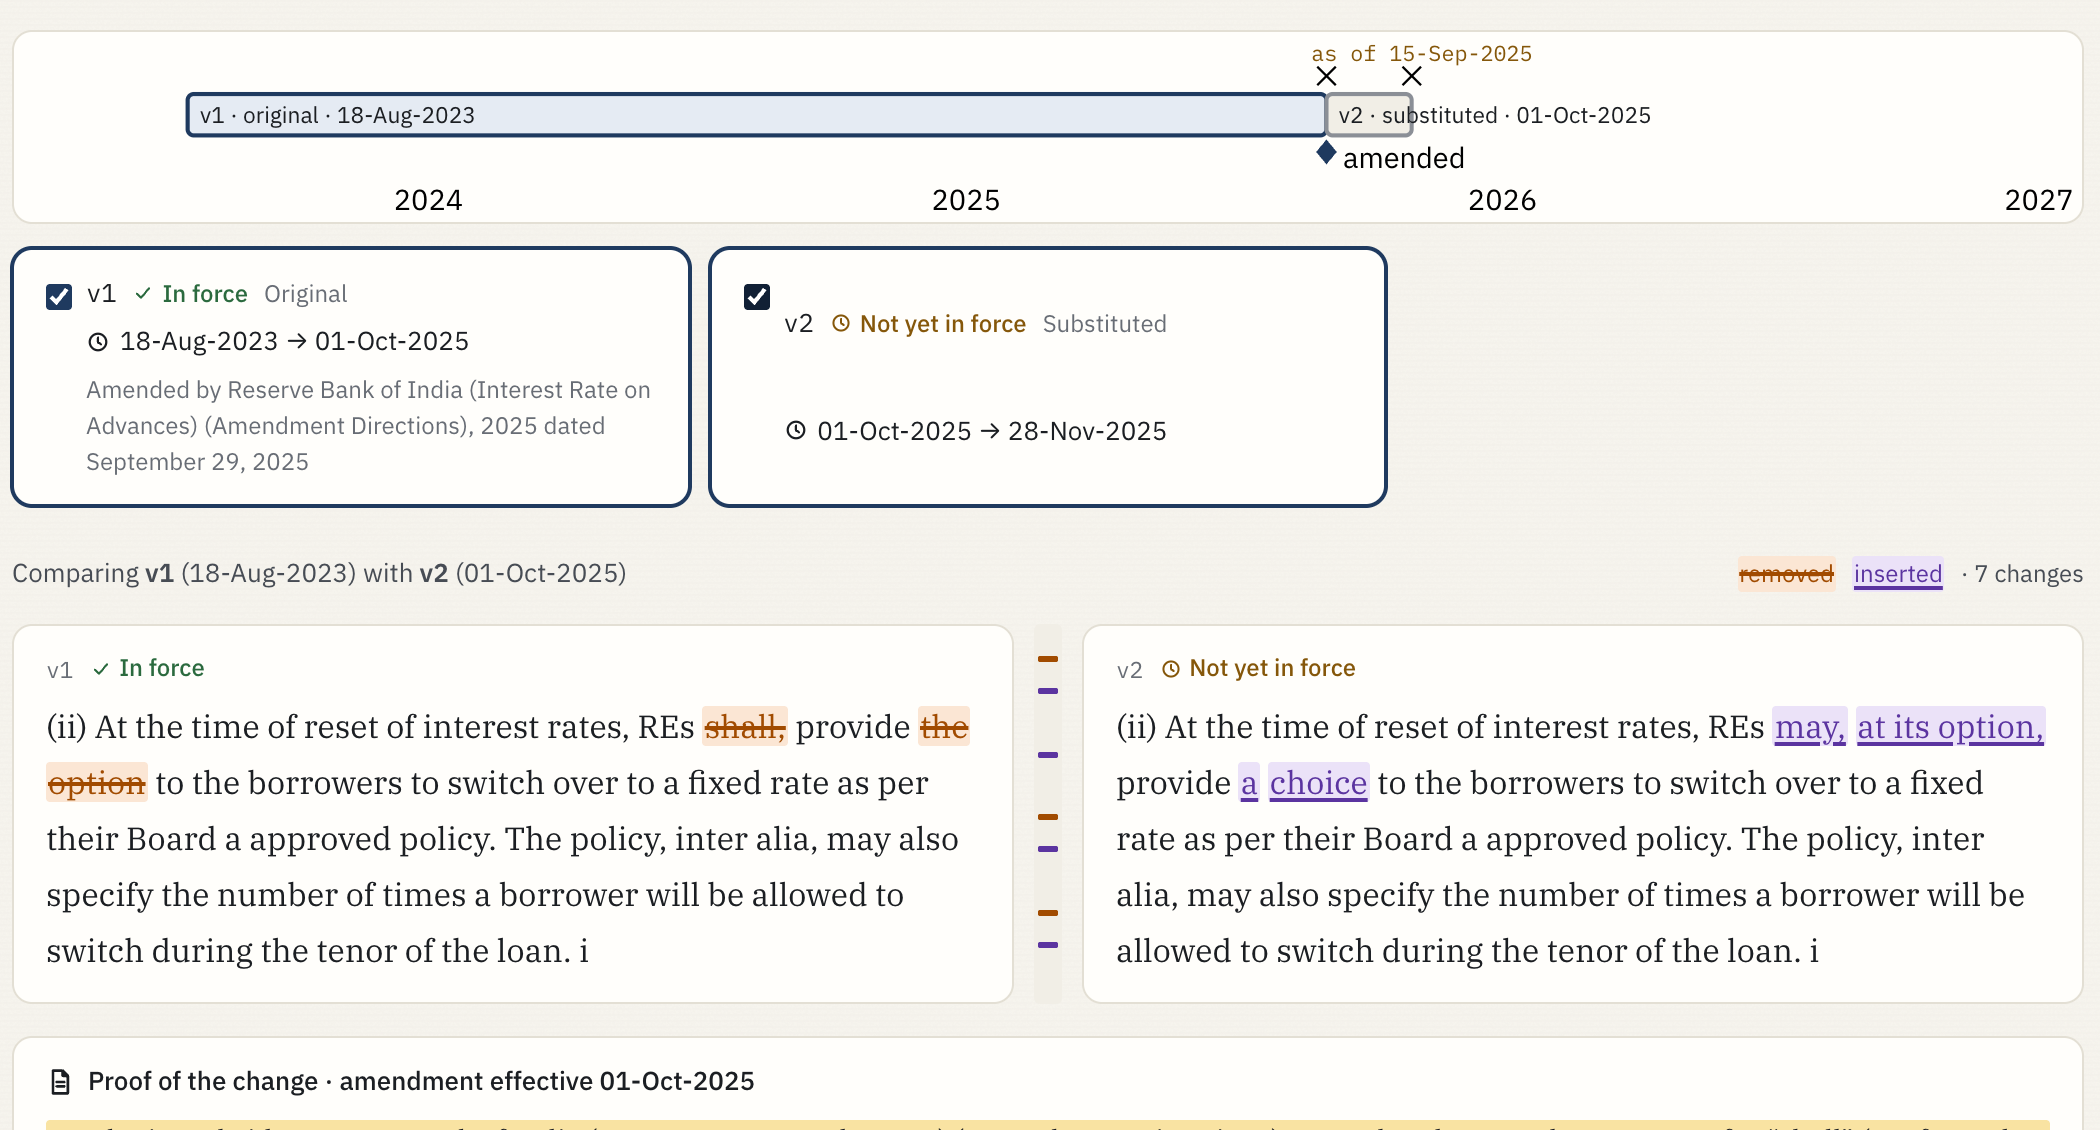 as of 15-Sep-2025
v1 · original · 18-Aug-2023
v2 · substituted · 01-Oct-2025
amended
2024 2025 2026 2027
v1 In force Original
18-Aug-2023 → 01-Oct-2025
Amended by Reserve Bank of India (Interest Rate on
Advances) (Amendment Directions), 2025 dated
September 29, 2025
v2 Not yet in force Substituted
01-Oct-2025 → 28-Nov-2025
Comparing v1 (18-Aug-2023) with v2 (01-Oct-2025)
removed inserted · 7 changes
v1 In force
(ii) At the time of reset of interest rates, REs shall, provide the
option to the borrowers to switch over to a fixed rate as per
their Board a approved policy. The policy, inter alia, may also
specify the number of times a borrower will be allowed to
switch during the tenor of the loan. i
v2 Not yet in force
(ii) At the time of reset of interest rates, REs may, at its option,
provide a choice to the borrowers to switch over to a fixed
rate as per their Board a approved policy. The policy, inter
alia, may also specify the number of times a borrower will be
allowed to switch during the tenor of the loan. i
Proof of the change · amendment effective 01-Oct-2025